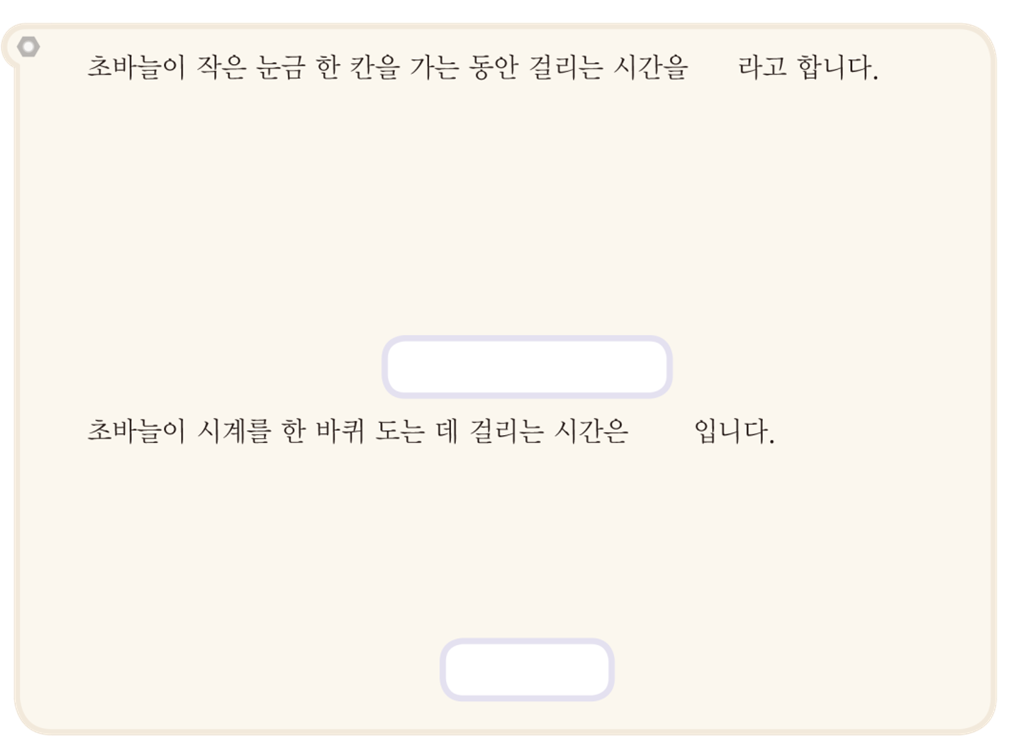 초바늘이 작은 눈금 한 칸을 가는 동안 걸리는 시간을 라고 합니다.
초바늘이 시계를 한 바퀴 도는 데 걸리는 시간은 입니다.